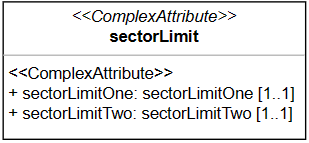 <<ComplexAttribute>>
sectorLimit
<<ComplexAttribute>>
+ sectorLimitOne: sectorLimitOne [1..1]
+ sectorLimitTwo: sectorLimitTwo [1..1]